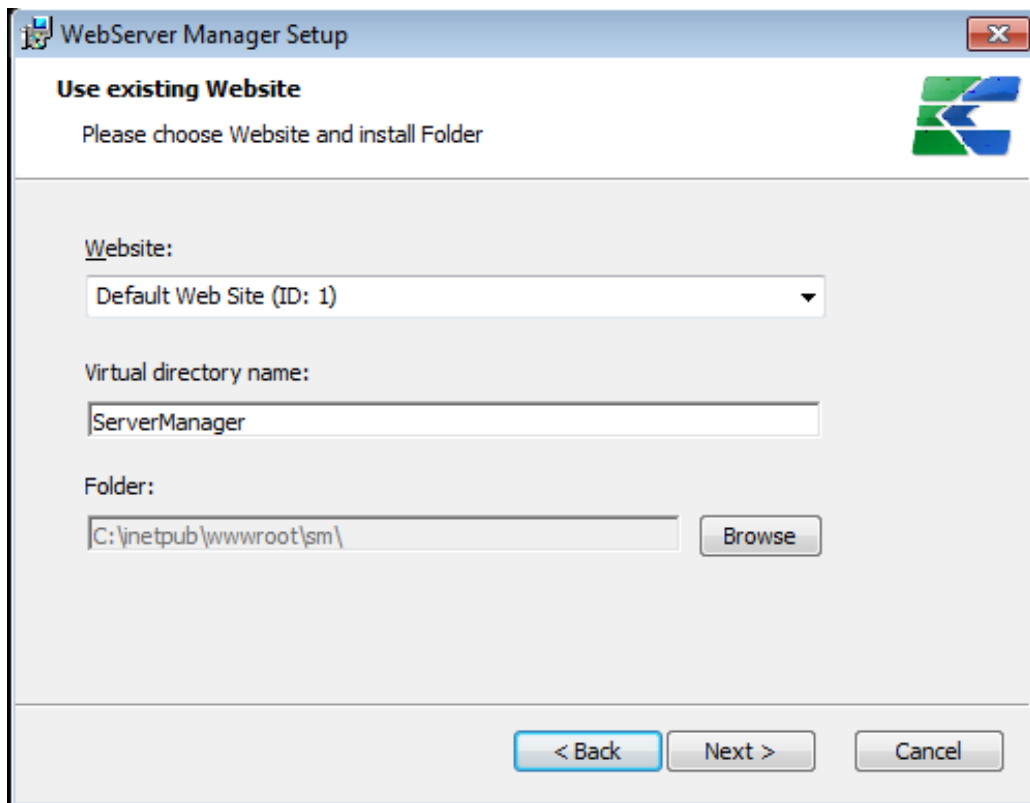 WebServer Manager Setup
Use existing Website
Please choose Website and install Folder
Website:
Default Web Site (ID: 1)
Virtual directory name:
ServerManager
Folder:
C:\inetpub\wwwroot\sm\
Browse
< Back
Next >
Cancel